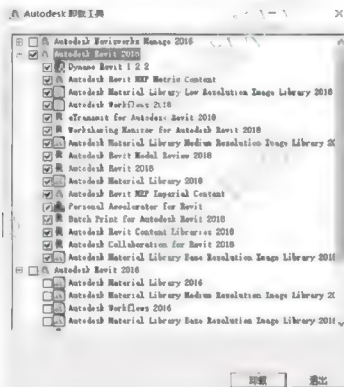 Autodesk 卸载工具
Autodesk Navisworks Manage 2016
Autodesk Revit 2018
Dynamo Revit 1 2 2
Autodesk Revit MEP Metric Content
Autodesk Material Library Low Resolution Image Library 2018
Autodesk Workflows 2018
eTransmit for Autodesk Revit 2018
Worksharing Monitor for Autodesk Revit 2018
Autodesk Material Library Medium Resolution Image Library 20
Autodesk Revit Model Review 2018
Autodesk Revit 2018
Autodesk Material Library 2018
Autodesk Revit MEP Imperial Content
Personal Accelerator for Revit
Batch Print for Autodesk Revit 2018
Autodesk Revit Content Libraries 2018
Autodesk Collaboration for Revit 2018
Autodesk Material Library Base Resolution Image Library 2018
Autodesk Revit 2016
Autodesk Material Library 2016
Autodesk Material Library Medium Resolution Image Library 20
Autodesk Workflows 2016
Autodesk Material Library Base Resolution Image Library 2016
卸载
退出